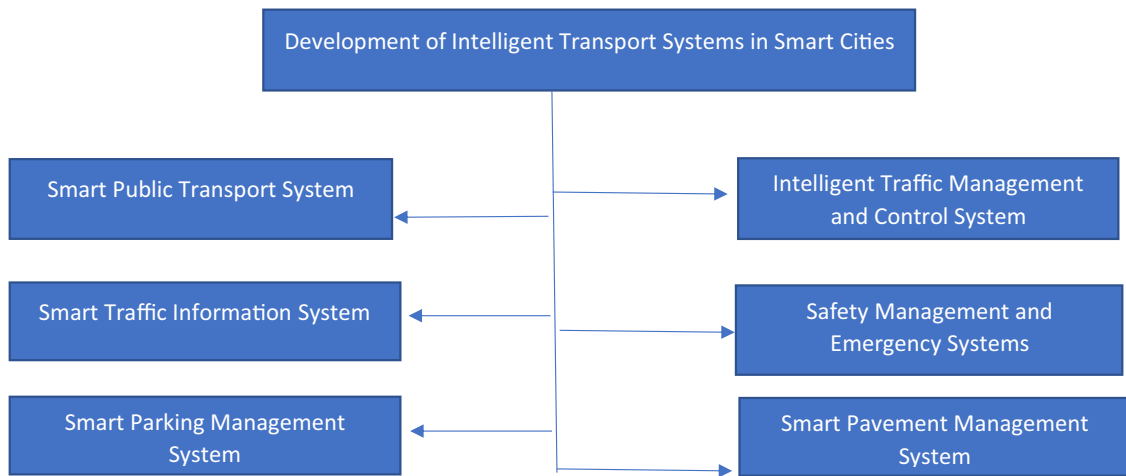 Development of Intelligent Transport Systems in Smart Cities
Smart Public Transport System
Intelligent Traffic Management
and Control System
Smart Traffic Information System
Safety Management and
Emergency Systems
Smart Parking Management
System
Smart Pavement Management
System